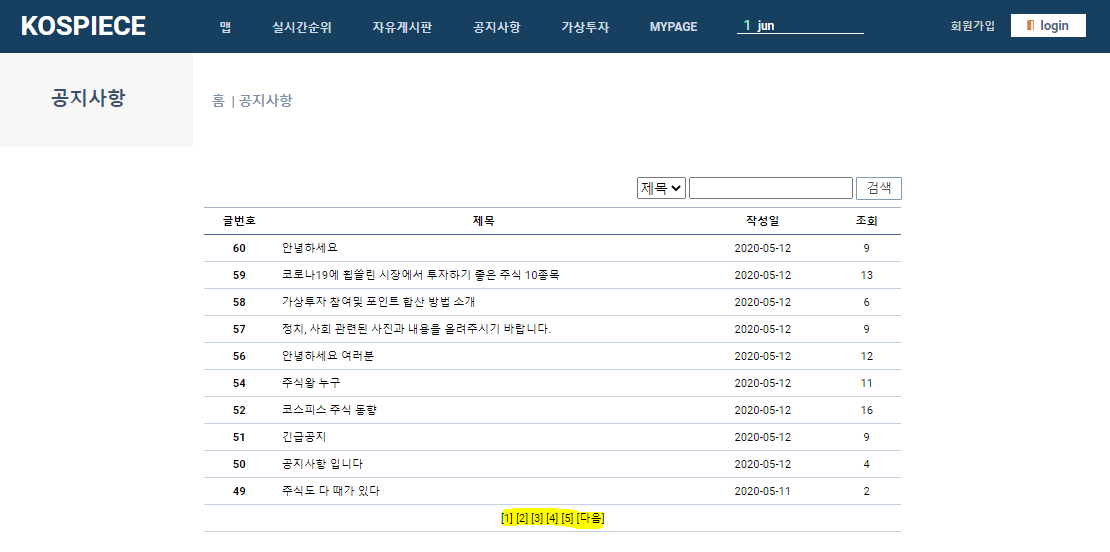 KOSPIECE 맵 실시간순위 자유게시판 공지사항 가상투자 MYPAGE 1 jun 회원가입 login
공지사항 홈 | 공지사항
제목 검색
글번호 제목 작성일 조회
60 안녕하세요 2020-05-12 9
59 코로나19에 휩쓸린 시장에서 투자하기 좋은 주식 10종목 2020-05-12 13
58 가상투자 참여및 포인트 합산 방법 소개 2020-05-12 6
57 정치, 사회 관련된 사진과 내용을 올려주시기 바랍니다. 2020-05-12 9
56 안녕하세요 여러분 2020-05-12 12
54 주식왕 누구 2020-05-12 11
52 코스피스 주식 동향 2020-05-12 16
51 긴급공지 2020-05-12 9
50 공지사항 입니다 2020-05-12 4
49 주식도 다 때가 있다 2020-05-11 2
[1] [2] [3] [4] [5] [다음]